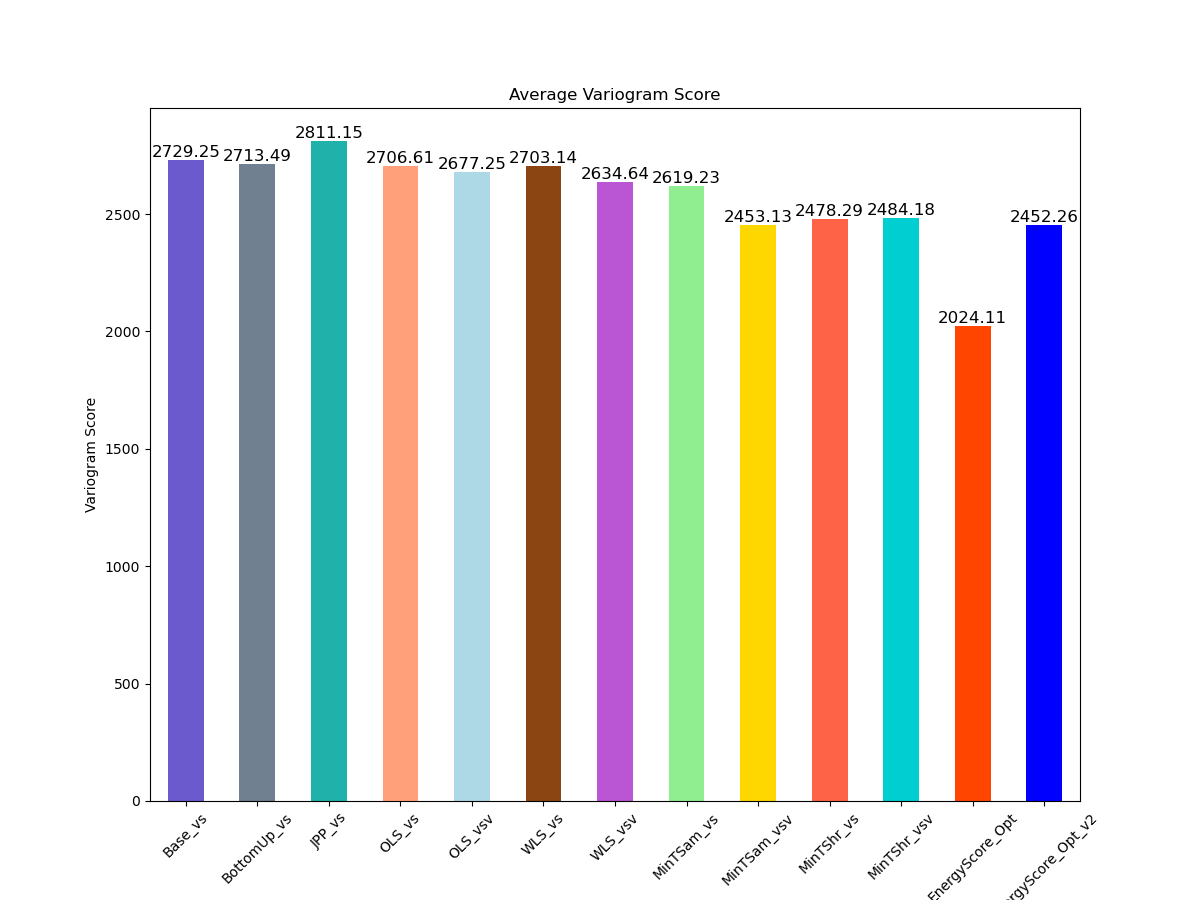 Average Variogram Score
2729.25
2713.49
2811.15
2706.61
2677.25
2703.14
2634.64
2619.23
2453.13
2478.29
2484.18
2024.11
2452.26
Variogram Score
2500
2000
1500
1000
500
0
Base_vs
BottomUp_vs
JPP_vs
OLS_vs
OLS_vsv
WLS_vs
WLS_vsv
MinTSam_vs
MinTSam_vsv
MinTShr_vs
MinTShr_vsv
EnergyScore_Opt
rgyScore_Opt_v2